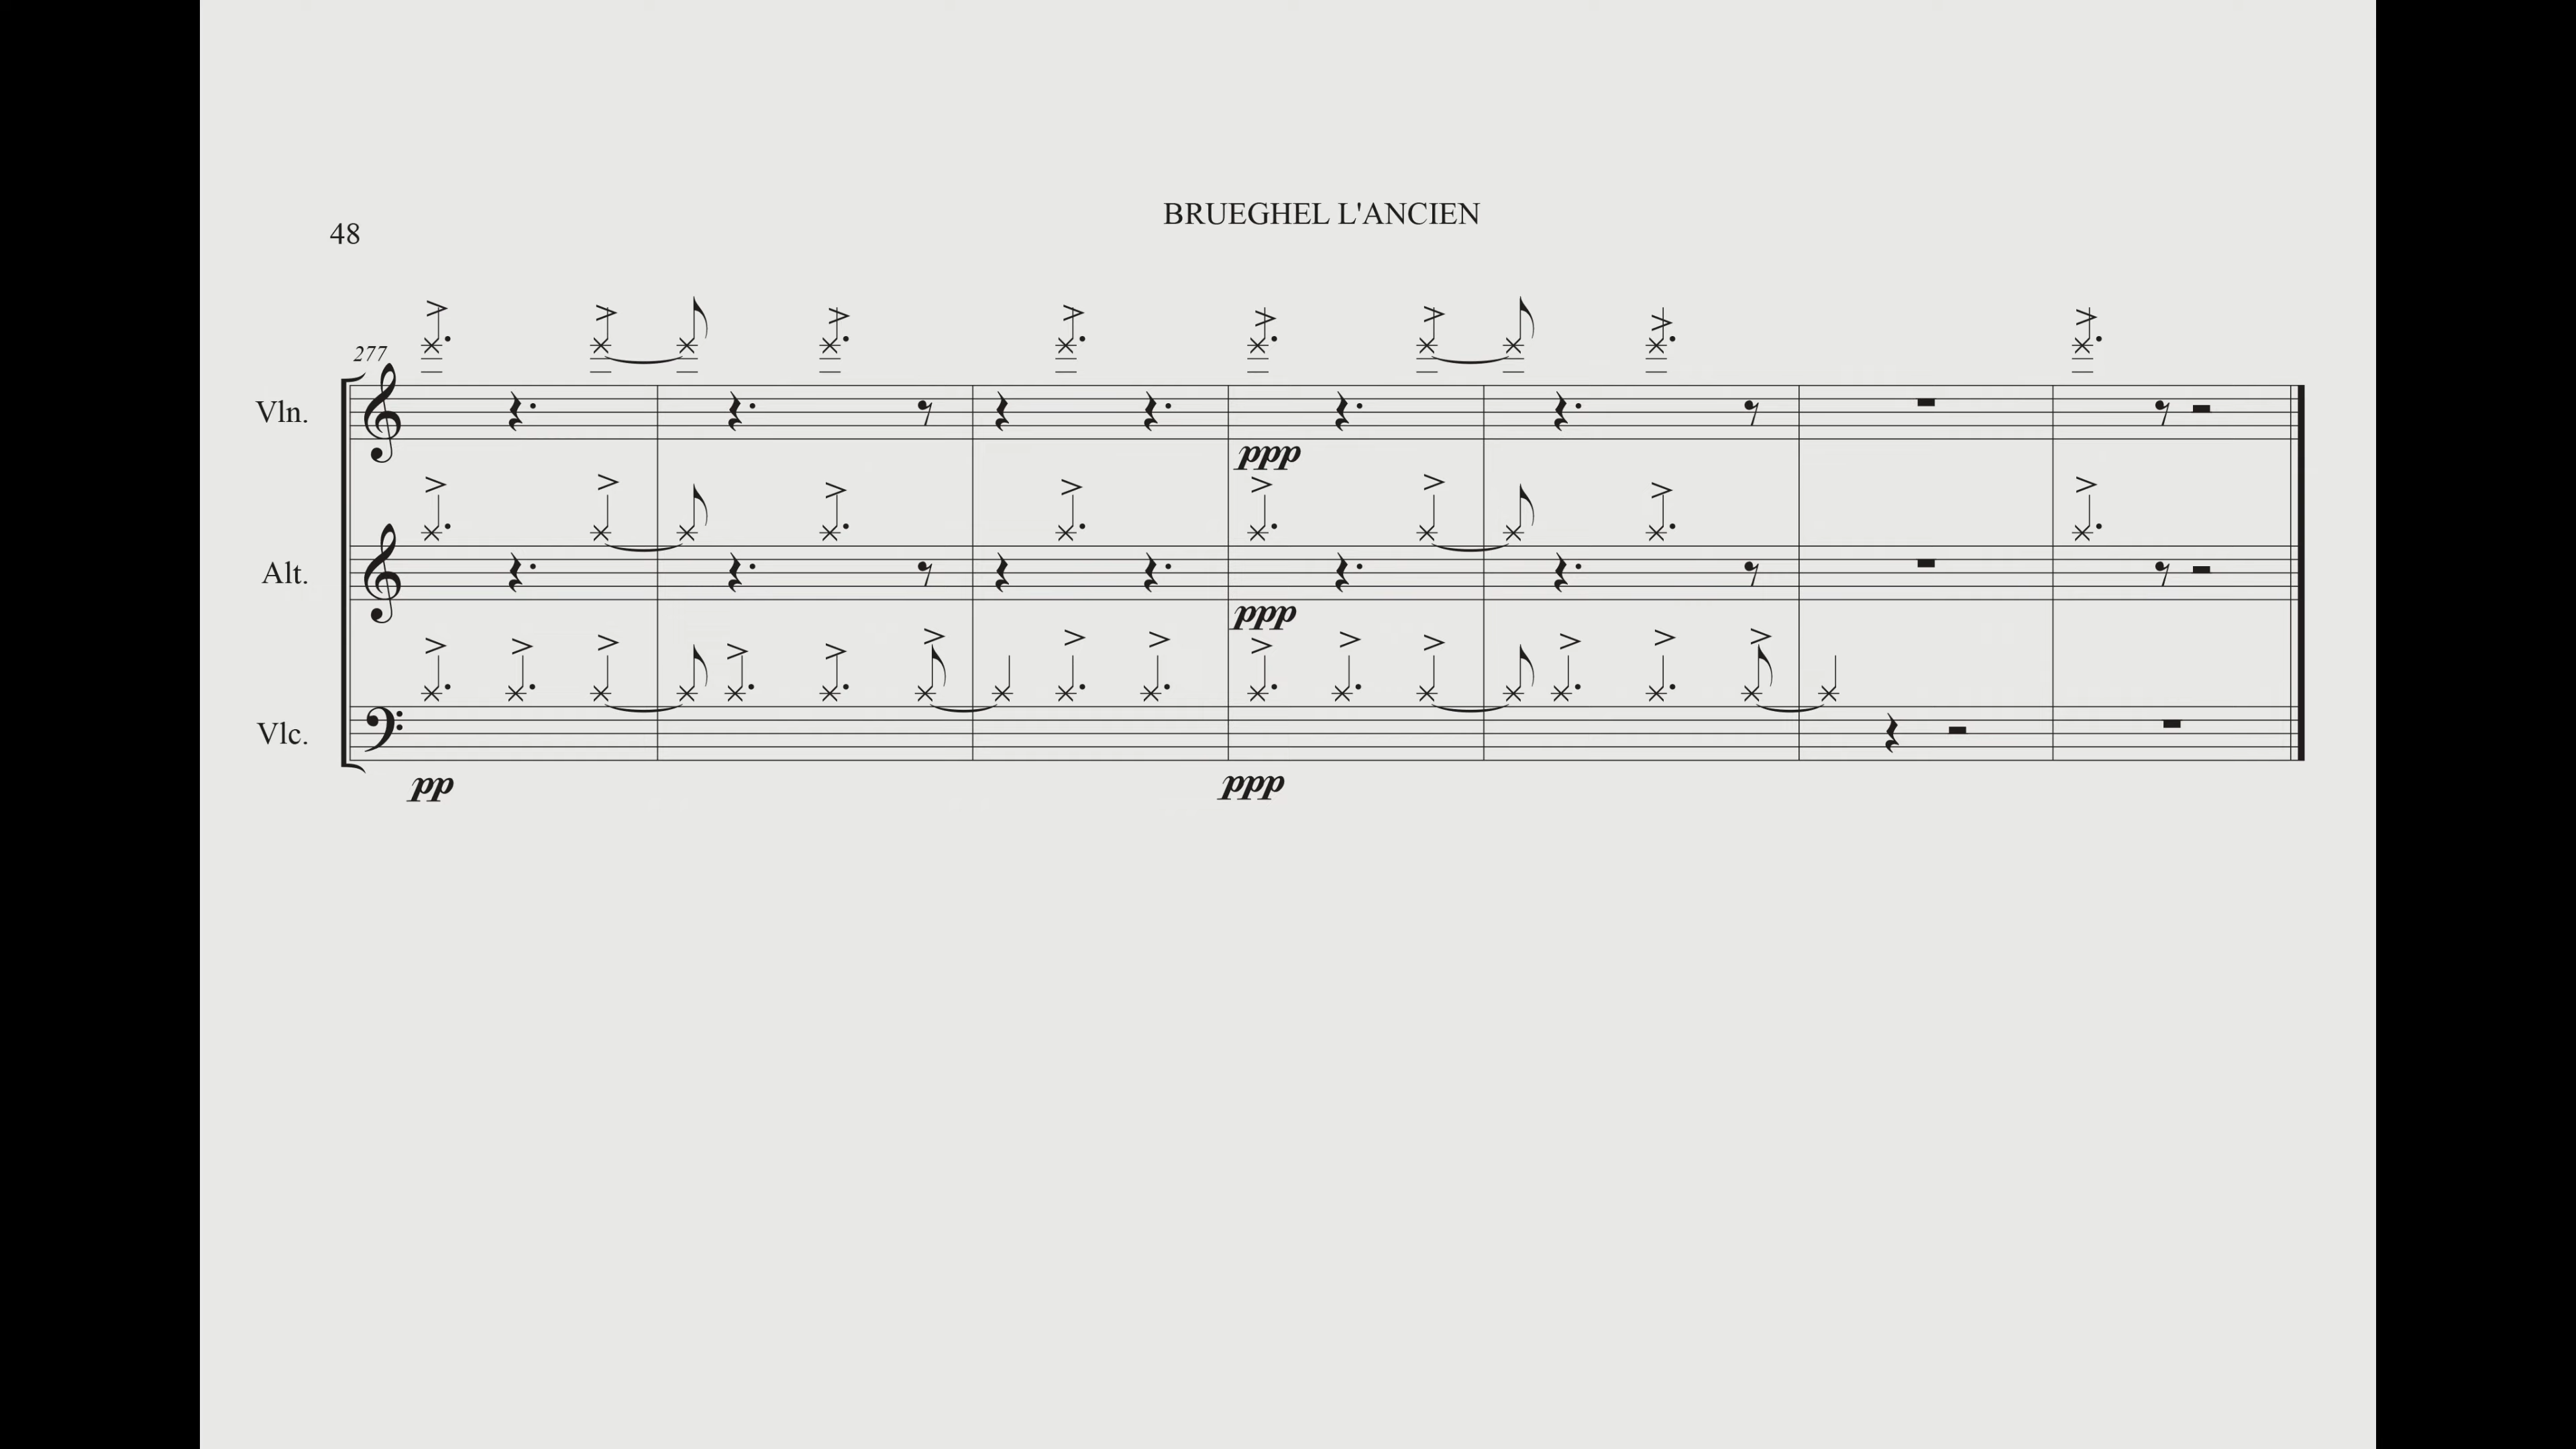 BRUEGHEL L'ANCIEN
48
277
Vln.
ppp
Alt.
ppp
Vlc.
pp ppp